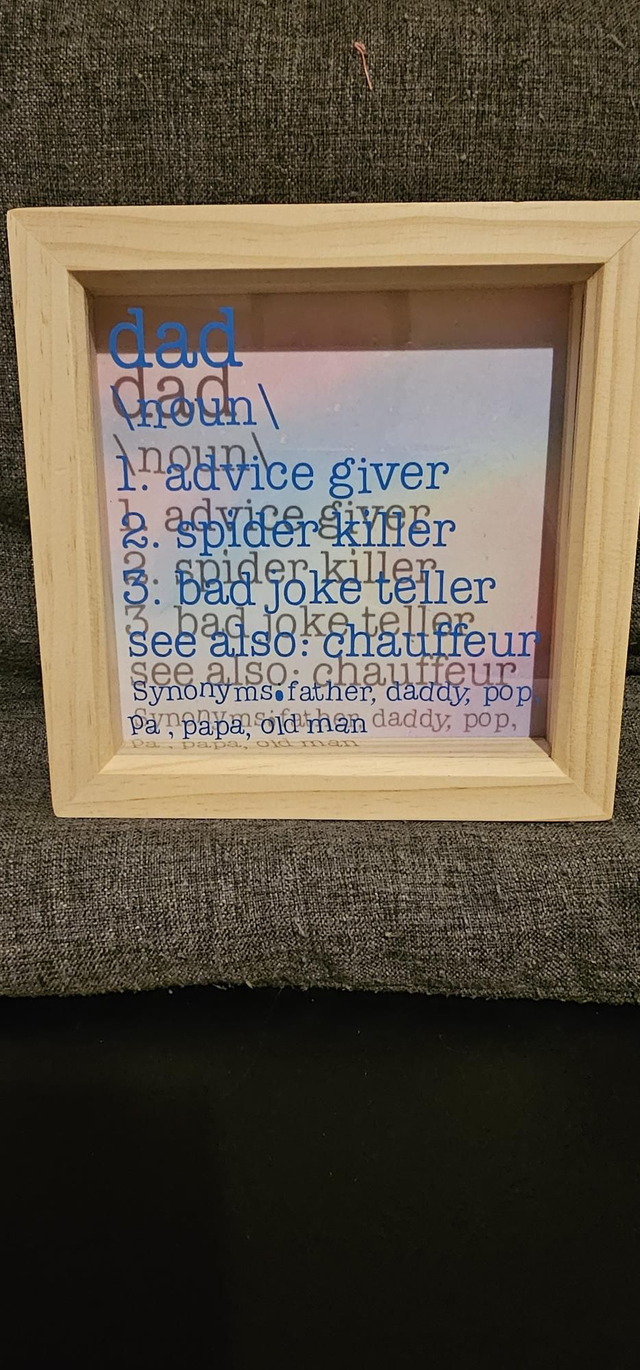 dad
\noun\
1. advice giver
2. spider killer
3. bad joke teller
see also: chauffeur
Synonyms: father, daddy, pop,
Pa , papa, old man